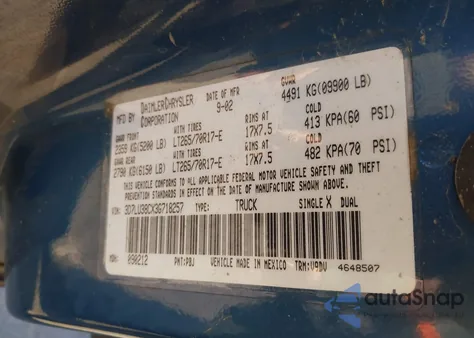 MFD BY DAIMLERCHRYSLER CORPORATION DATE OF MFR 9-02 GVWR 4491 KG(09900 LB)
GAWR FRONT WITH TIRES RIMS AT COLD
2359 KG(5200 LB) LT265/70R17-E 17X7.5 413 KPA(60 PSI)
GAWR REAR WITH TIRES RIMS AT COLD
2790 KG(6150 LB) LT265/70R17-E 17X7.5 482 KPA(70 PSI)
THIS VEHICLE CONFORMS TO ALL APPLICABLE FEDERAL MOTOR VEHICLE SAFETY AND THEFT
PREVENTION STANDARDS IN EFFECT ON THE DATE OF MANUFACTURE SHOWN ABOVE.
VIN: 3D7LU38CX3G710257 TYPE: TRUCK SINGLE X DUAL
MDH: 090212 PNT:PBJ VEHICLE MADE IN MEXICO TRM:V9DV 4648507
autoSnap